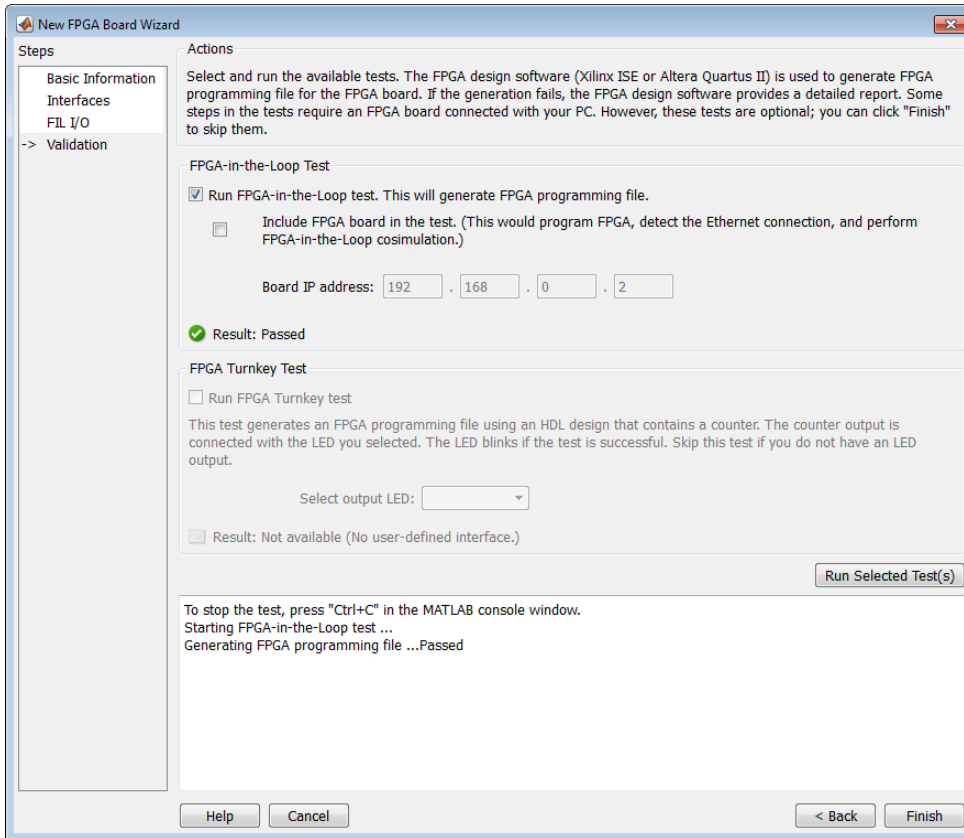 New FPGA Board Wizard
Steps
Basic Information
Interfaces
FIL I/O
-> Validation
Actions
Select and run the available tests. The FPGA design software (Xilinx ISE or Altera Quartus II) is used to generate FPGA
programming file for the FPGA board. If the generation fails, the FPGA design software provides a detailed report. Some
steps in the tests require an FPGA board connected with your PC. However, these tests are optional; you can click "Finish"
to skip them.
FPGA-in-the-Loop Test
Run FPGA-in-the-Loop test. This will generate FPGA programming file.
Include FPGA board in the test. (This would program FPGA, detect the Ethernet connection, and perform
FPGA-in-the-Loop cosimulation.)
Board IP address: 192 . 168 . 0 . 2
Result: Passed
FPGA Turnkey Test
Run FPGA Turnkey test
This test generates an FPGA programming file using an HDL design that contains a counter. The counter output is
connected with the LED you selected. The LED blinks if the test is successful. Skip this test if you do not have an LED
output.
Select output LED:
Result: Not available (No user-defined interface.)
Run Selected Test(s)
To stop the test, press "Ctrl+C" in the MATLAB console window.
Starting FPGA-in-the-Loop test ...
Generating FPGA programming file ...Passed
Help Cancel < Back Finish